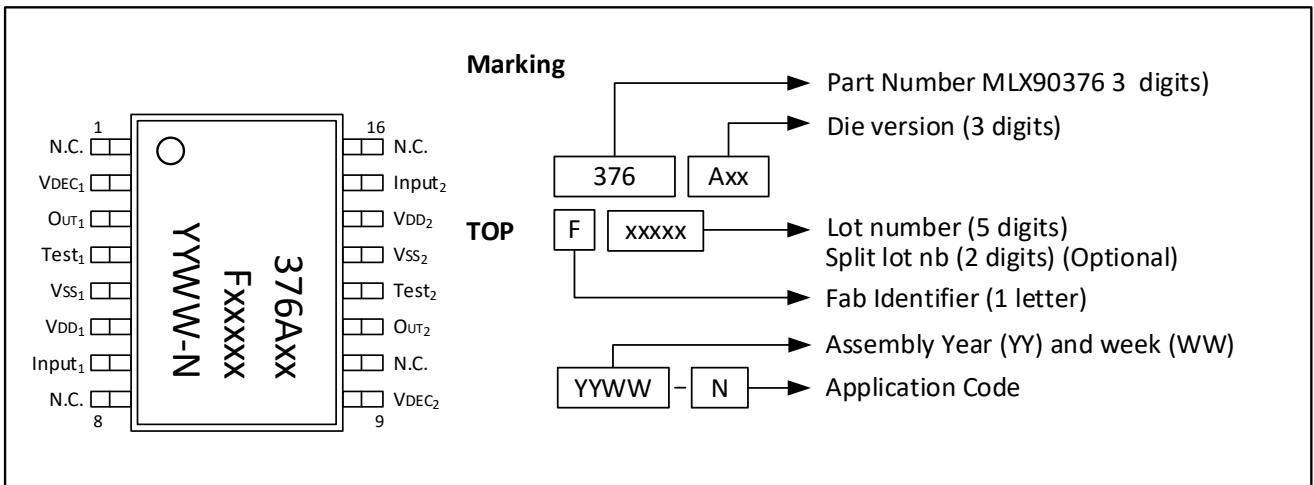 Marking
Part Number MLX90376 3 digits)
Die version (3 digits)
376 Axx
TOP
F xxxxx
Lot number (5 digits)
Split lot nb (2 digits) (Optional)
Fab Identifier (1 letter)
Assembly Year (YY) and week (WW)
YYWW – N
Application Code
1
N.C.
VDEC1
OUT1
Test1
VSS1
VDD1
Input1
N.C.
8
376Axx
Fxxxxx
YYWW-N
16
N.C.
Input2
VDD2
VSS2
Test2
OUT2
N.C.
VDEC2
9